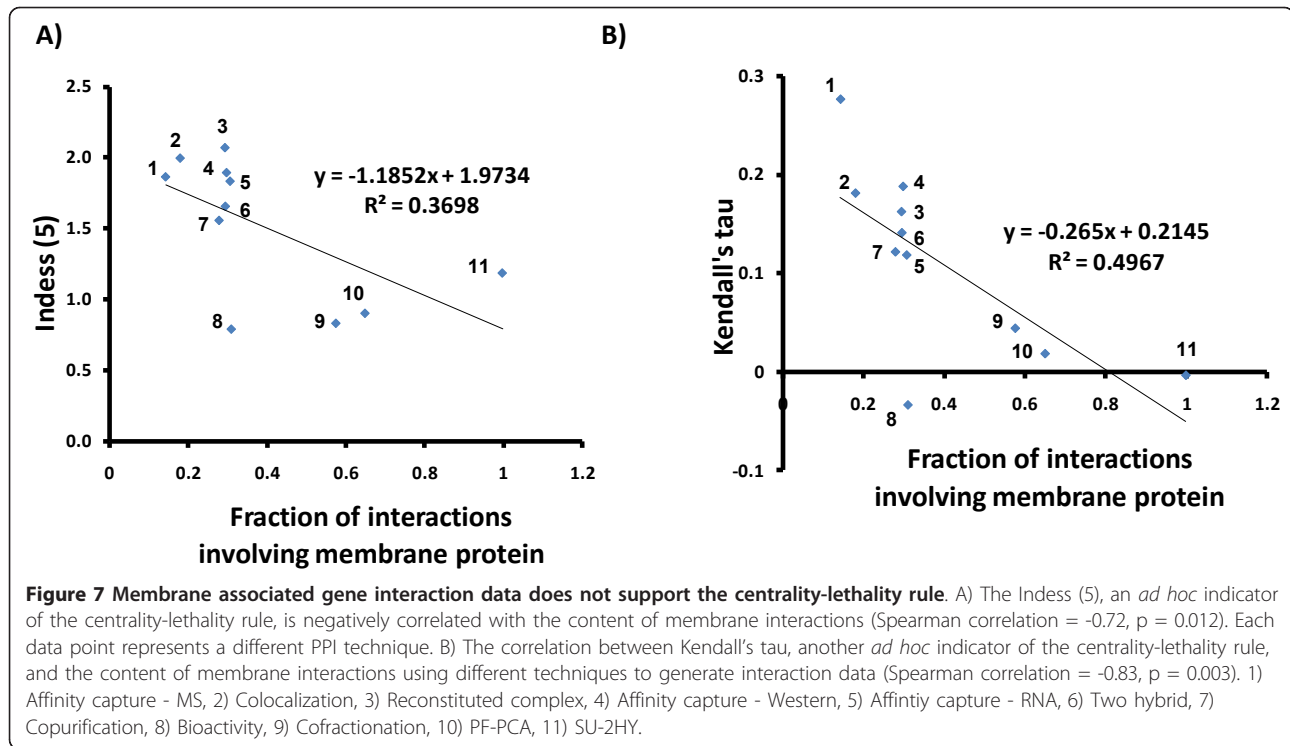 A)
2.5
2.0
1.5
1.0
0.5
0.0
0 0.2 0.4 0.6 0.8 1 1.2
Indess (5)
1
2
3
4
5
6
7
8
9
10
11
y = -1.1852x + 1.9734
R² = 0.3698
Fraction of interactions
involving membrane protein
B)
0.3
0.2
0.1
0
-0.1
0 0.2 0.4 0.6 0.8 1 1.2
Kendall's tau
1
2
4
3
6
7
5
9
10
11
8
y = -0.265x + 0.2145
R² = 0.4967
Fraction of interactions
involving membrane protein
Figure 7 Membrane associated gene interaction data does not support the centrality-lethality rule. A) The Indess (5), an ad hoc indicator
of the centrality-lethality rule, is negatively correlated with the content of membrane interactions (Spearman correlation = -0.72, p = 0.012). Each
data point represents a different PPI technique. B) The correlation between Kendall's tau, another ad hoc indicator of the centrality-lethality rule,
and the content of membrane interactions using different techniques to generate interaction data (Spearman correlation = -0.83, p = 0.003). 1)
Affinity capture - MS, 2) Colocalization, 3) Reconstituted complex, 4) Affinity capture - Western, 5) Affintiy capture - RNA, 6) Two hybrid, 7)
Copurification, 8) Bioactivity, 9) Cofractionation, 10) PF-PCA, 11) SU-2HY.